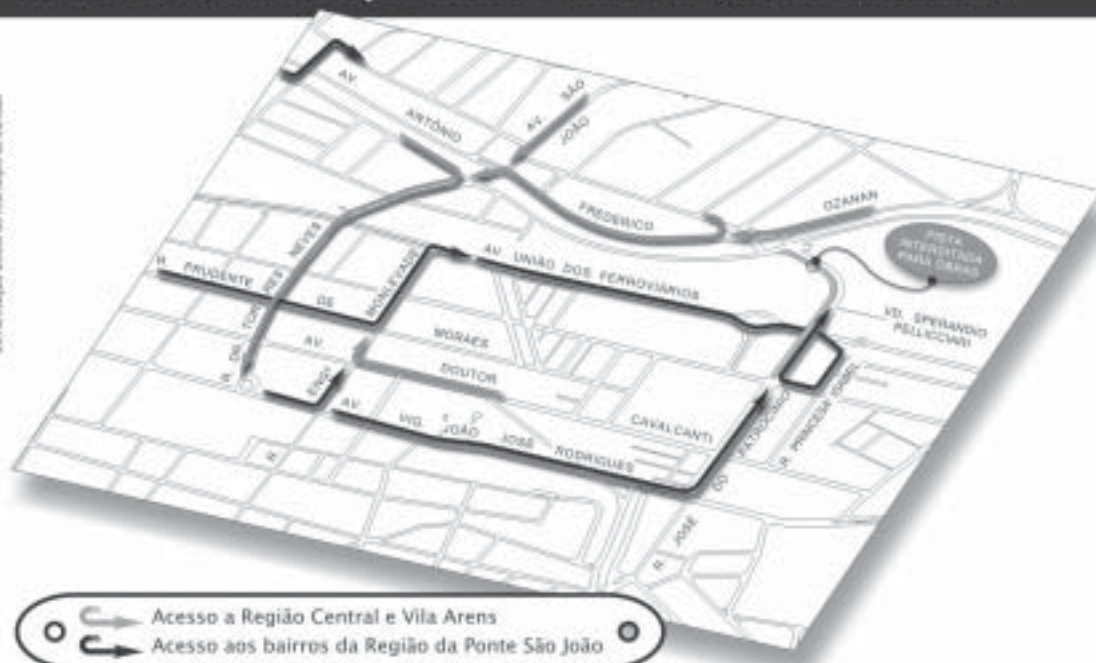 AV.
ANTÔNIO
AV. SÃO
JOÃO
FREDERICO
OZANAN
PISTA
INTERDITADA
PARA OBRAS
VD. SPERANDIO
PELLICCIARI
AV. UNIÃO DOS FERROVIÁRIOS
R. PRUDENTE DE
MORAES
R. DR. TORRES NEVES
ENGº
MONLEVADE
AV.
DOUTOR
CAVALCANTI
AV. VIG. JOÃO JOSÉ RODRIGUES
R. JOSÉ DO PATROCÍNIO
R. PRINCESA ISABEL
R.
Acesso a Região Central e Vila Arens
Acesso aos bairros da Região da Ponte São João